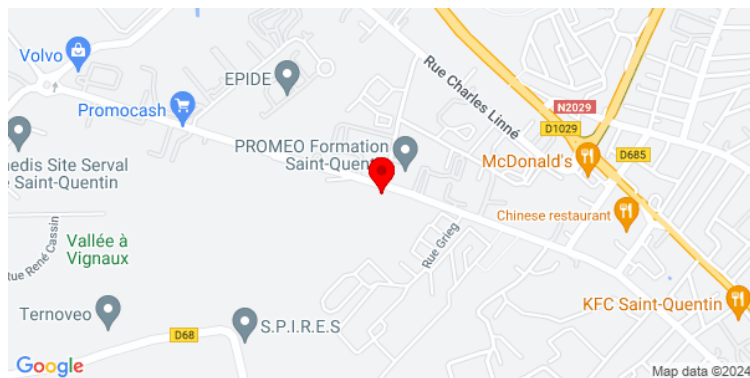 Volvo
EPIDE
Rue Charles Linné
N2029
Promocash
D1029
PROMEO Formation
Saint-Quentin
McDonald's
D685
nedis Site Serval
Saint-Quentin
Chinese restaurant
Rue René Cassin
Vallée à
Vignaux
Rue Grieg
Ternoveo
D68
S.P.I.R.E.S
KFC Saint-Quentin
Google
Map data ©2024